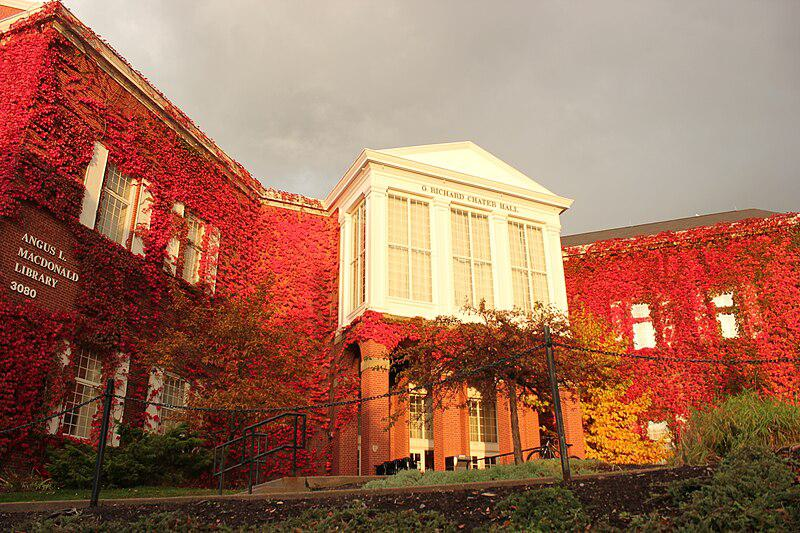 ANGUS L.
MACDONALD
LIBRARY
3080
G. RICHARD CHATER HALL